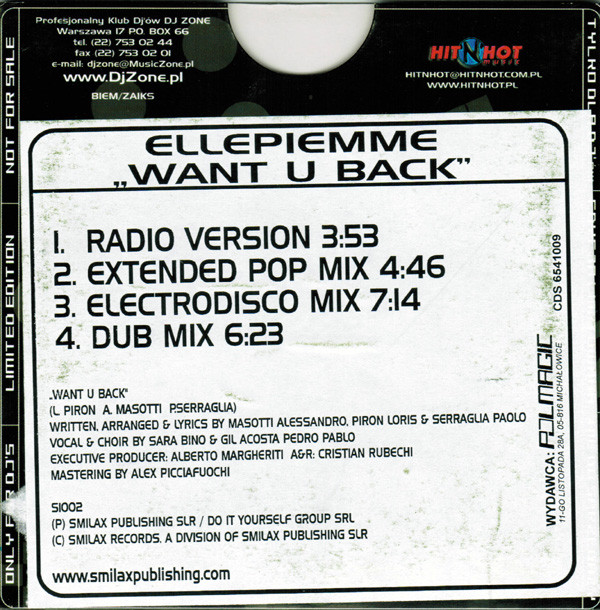 Profesjonalny Klub Dj'ów DJ ZONE
Warszawa 17 PO. BOX 66
tel. (22) 753 02 44
fax (22) 753 02 01
e-mail: djzone@MusicZone.pl
www.DjZone.pl
BIEM/ZAIKS
HITNHOT
music
HITNHOT@HITNHOT.COM.PL
WWW.HITNHOT.PL
NOT FOR SALE
LIMITED EDITION
ONLY FOR DJ'S
TYLKO DLA
ELLEPIEMME
„WANT U BACK”
1. RADIO VERSION 3:53
2. EXTENDED POP MIX 4:46
3. ELECTRODISCO MIX 7:14
4. DUB MIX 6:23
„WANT U BACK”
(L. PIRON A. MASOTTI P.SERRAGLIA)
WRITTEN, ARRANGED & LYRICS BY MASOTTI ALESSANDRO, PIRON LORIS & SERRAGLIA PAOLO
VOCAL & CHOIR BY SARA BINO & GIL ACOSTA PEDRO PABLO
EXECUTIVE PRODUCER: ALBERTO MARGHERITI A&R: CRISTIAN RUBECHI
MASTERING BY ALEX PICCIAFUOCHI
SI002
(P) SMILAX PUBLISHING SLR / DO IT YOURSELF GROUP SRL
(C) SMILAX RECORDS. A DIVISION OF SMILAX PUBLISHING SLR
www.smilaxpublishing.com
CDS 6541009
WYDAWCA: POLMAGIC
11-GO LISTOPADA 28A, 05-816 MICHAŁOWICE